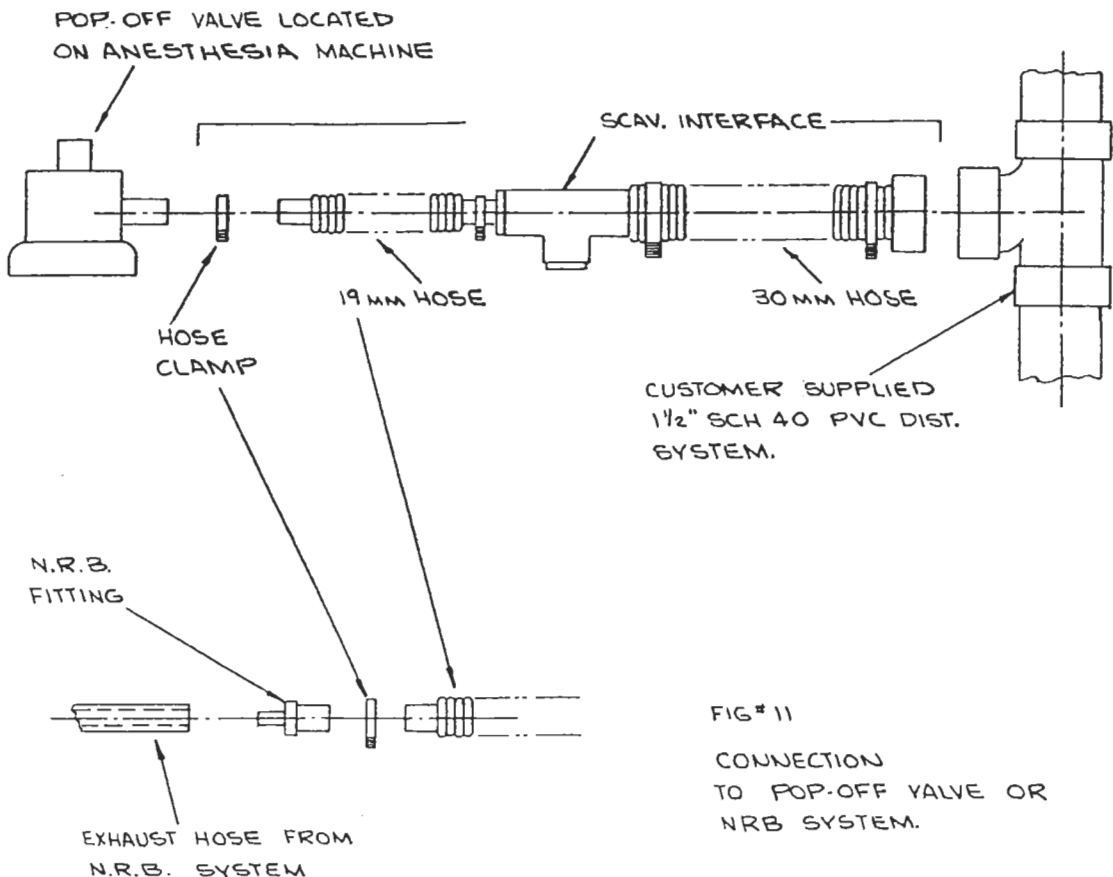 POP-OFF VALVE LOCATED
ON ANESTHESIA MACHINE
SCAV. INTERFACE
19 MM HOSE
30 MM HOSE
HOSE
CLAMP
CUSTOMER SUPPLIED
1½" SCH 40 PVC DIST.
SYSTEM.
N.R.B.
FITTING
FIG # 11
CONNECTION
TO POP-OFF VALVE OR
NRB SYSTEM.
EXHAUST HOSE FROM
N.R.B. SYSTEM